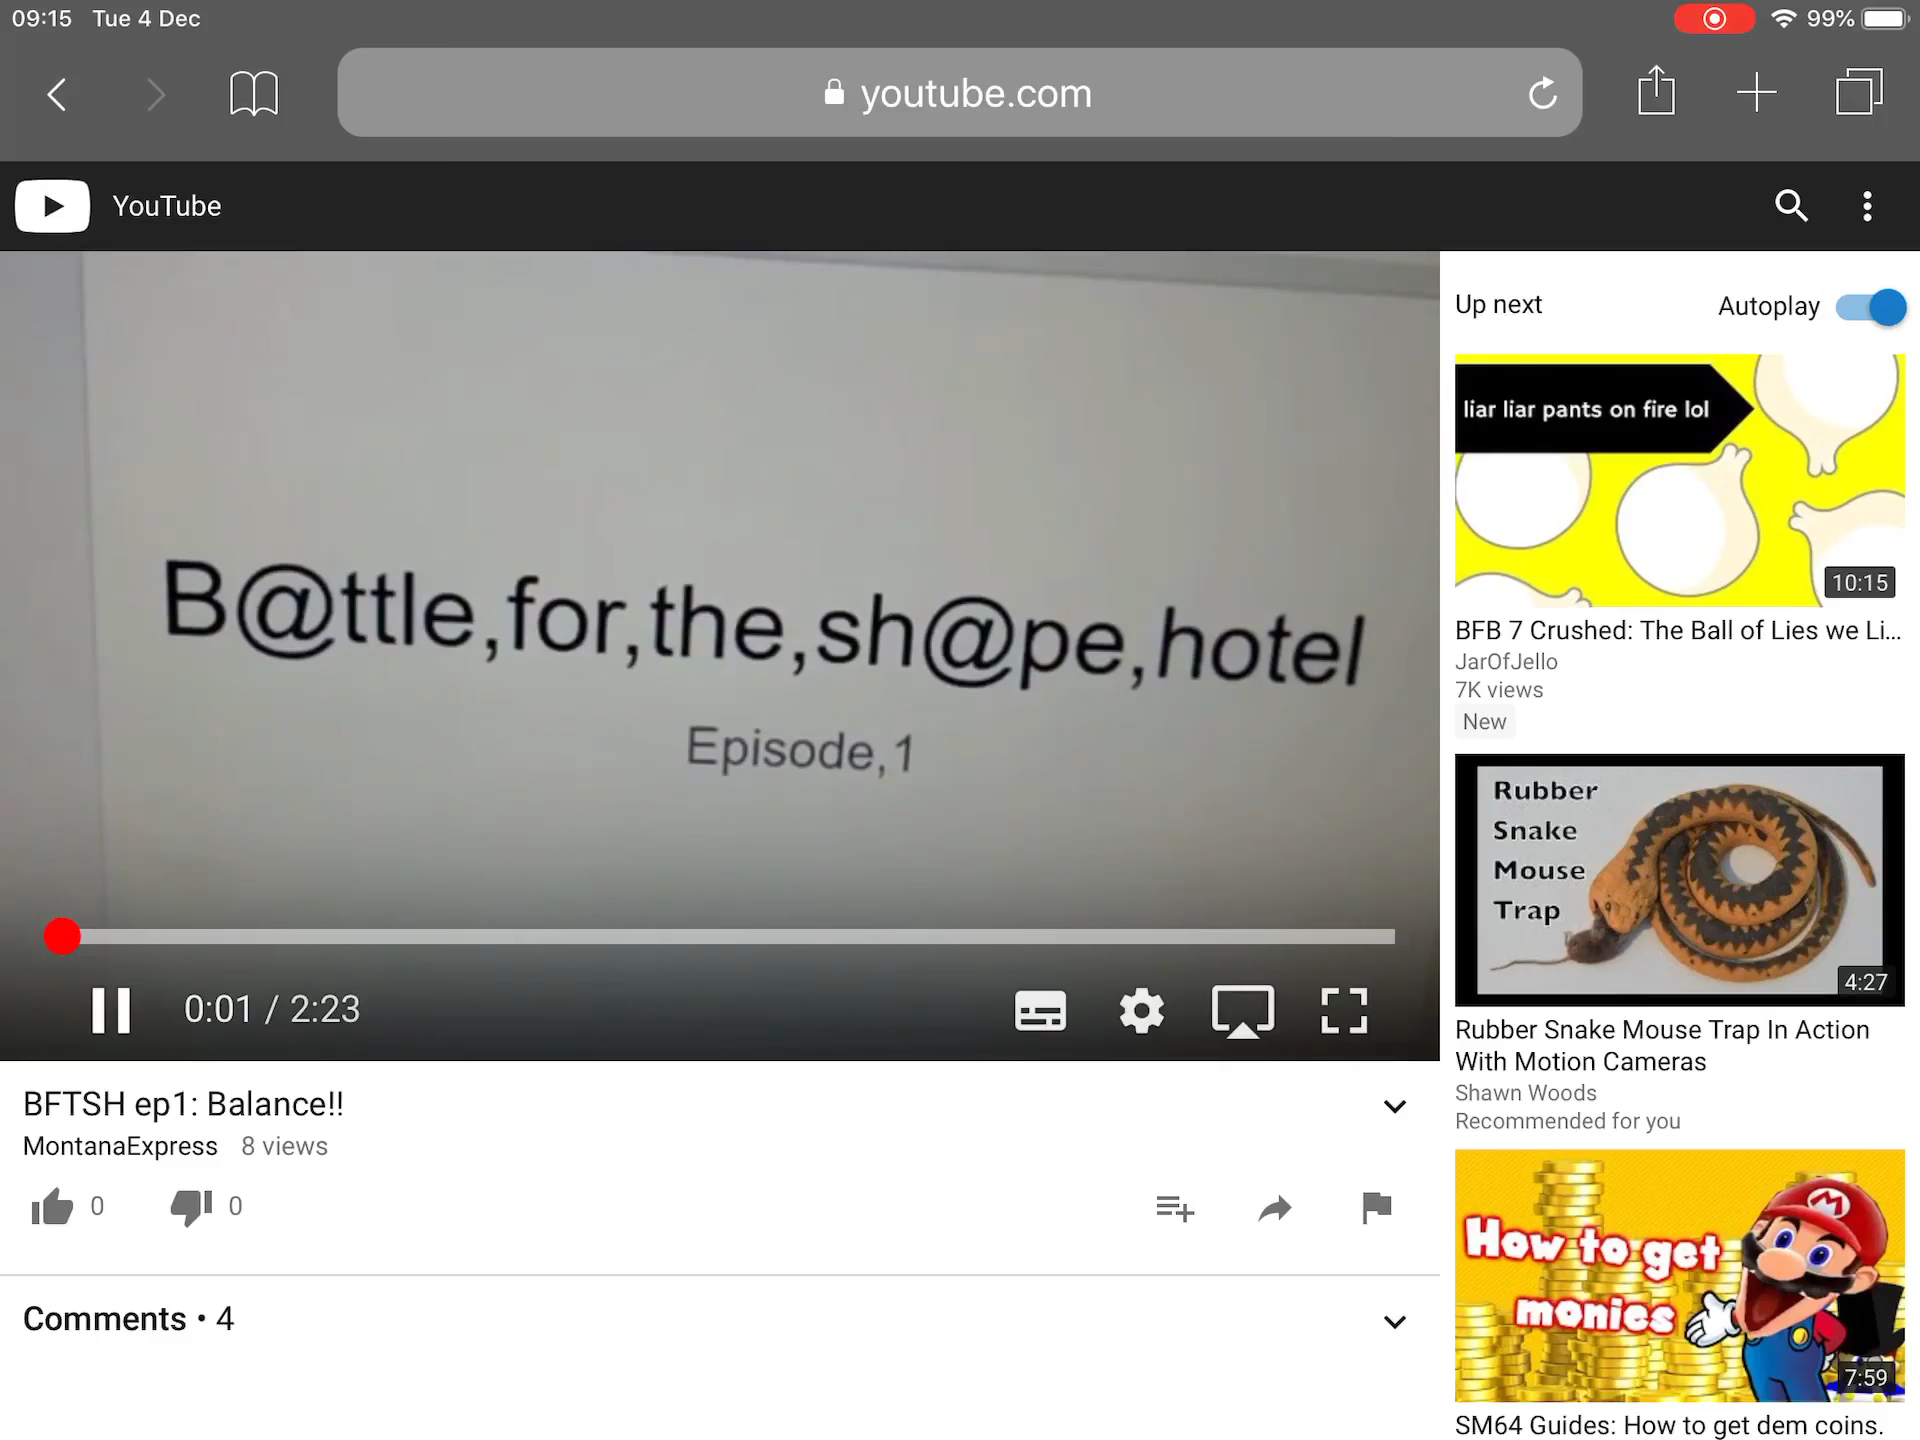 09:15 Tue 4 Dec
99%
youtube.com
YouTube
B@ttle,for,the,sh@pe,hotel
Episode,1
0:01 / 2:23
BFTSH ep1: Balance!!
MontanaExpress 8 views
0 0
Comments • 4
Up next Autoplay
liar liar pants on fire lol
10:15
BFB 7 Crushed: The Ball of Lies we Li...
JarOfJello
7K views
New
Rubber
Snake
Mouse
Trap
4:27
Rubber Snake Mouse Trap In Action
With Motion Cameras
Shawn Woods
Recommended for you
How to get
monies
7:59
SM64 Guides: How to get dem coins.